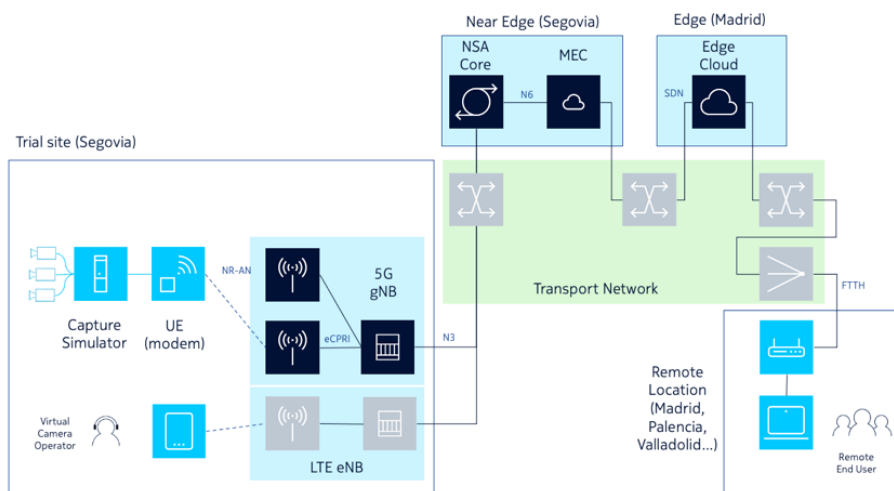 Near Edge (Segovia)
Edge (Madrid)
NSA
Core
MEC
Edge
Cloud
N6
SDN
Trial site (Segovia)
NR-AN
5G
gNB
Transport Network
FTTH
Capture
Simulator
UE
(modem)
eCPRI
N3
Remote
Location
(Madrid,
Palencia,
Valladolid...)
Virtual
Camera
Operator
LTE eNB
Remote
End User